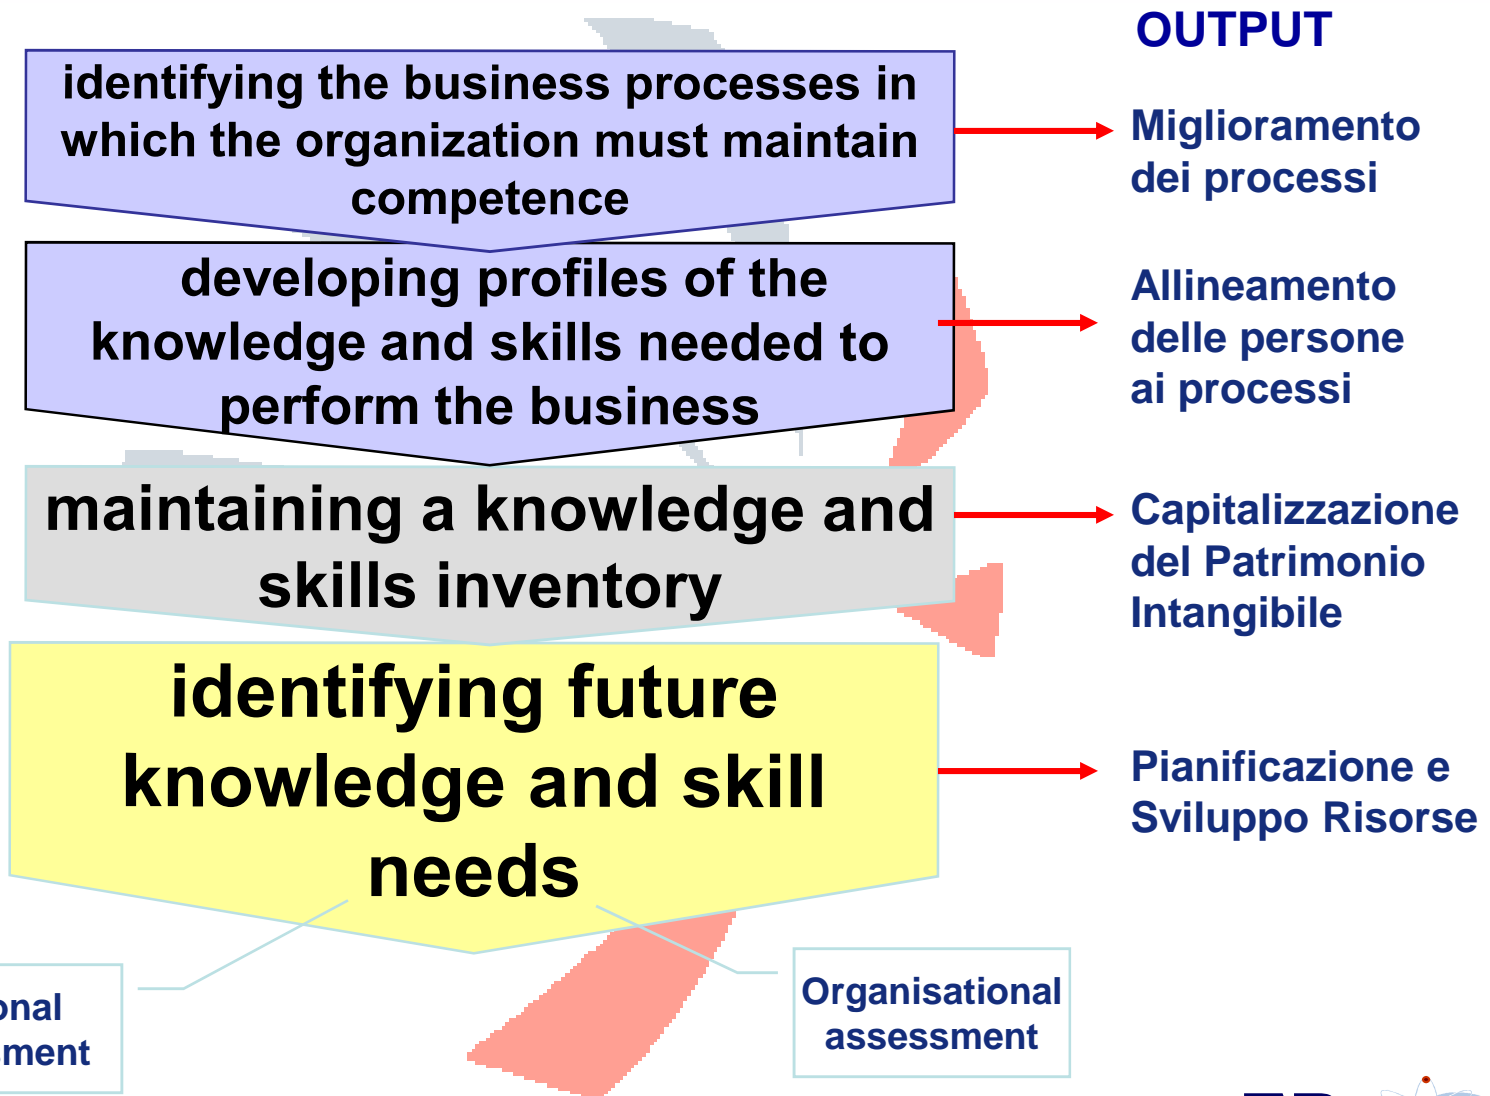 OUTPUT
identifying the business processes in
which the organization must maintain
competence
Miglioramento
dei processi
developing profiles of the
knowledge and skills needed to
perform the business
Allineamento
delle persone
ai processi
maintaining a knowledge and
skills inventory
Capitalizzazione
del Patrimonio
Intangibile
identifying future
knowledge and skill
needs
Pianificazione e
Sviluppo Risorse
Organisational
assessment